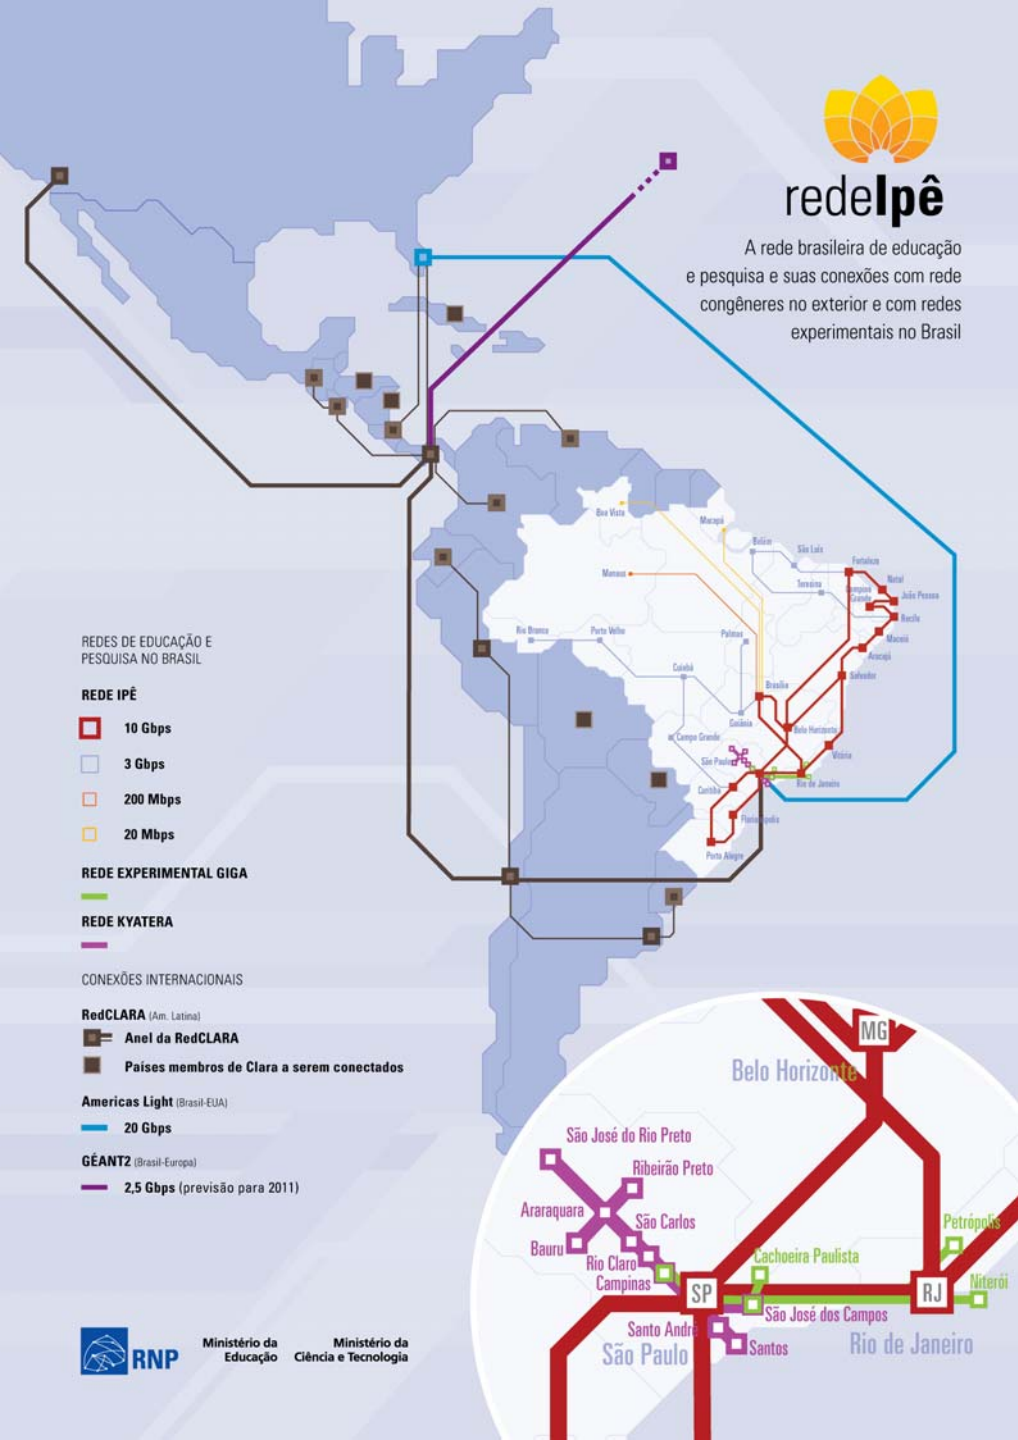 redeIpê
A rede brasileira de educação
e pesquisa e suas conexões com rede
congêneres no exterior e com redes
experimentais no Brasil
Boa Vista
Macapá
Belém
São Luís
Fortaleza
Manaus
Teresina
Campina
Grande
Natal
João Pessoa
Recife
Rio Branco
Porto Velho
Palmas
Maceió
Aracajú
Cuiabá
Brasília
Salvador
Goiânia
Campo Grande
Belo Horizonte
São Paulo
Vitória
Curitiba
Rio de Janeiro
Florianópolis
Porto Alegre
REDES DE EDUCAÇÃO E
PESQUISA NO BRASIL
REDE IPÊ
10 Gbps
3 Gbps
200 Mbps
20 Mbps
REDE EXPERIMENTAL GIGA
REDE KYATERA
CONEXÕES INTERNACIONAIS
RedCLARA (Am. Latina)
Anel da RedCLARA
Países membros de Clara a serem conectados
Americas Light (Brasil-EUA)
20 Gbps
GÉANT2 (Brasil-Europa)
2,5 Gbps (previsão para 2011)
MG
Belo Horizonte
São José do Rio Preto
Ribeirão Preto
Araraquara
São Carlos
Bauru
Rio Claro
Campinas
Petrópolis
Cachoeira Paulista
Niterói
SP
RJ
São José dos Campos
Santo André
Santos
São Paulo
Rio de Janeiro
RNP
Ministério da
Educação
Ministério da
Ciência e Tecnologia